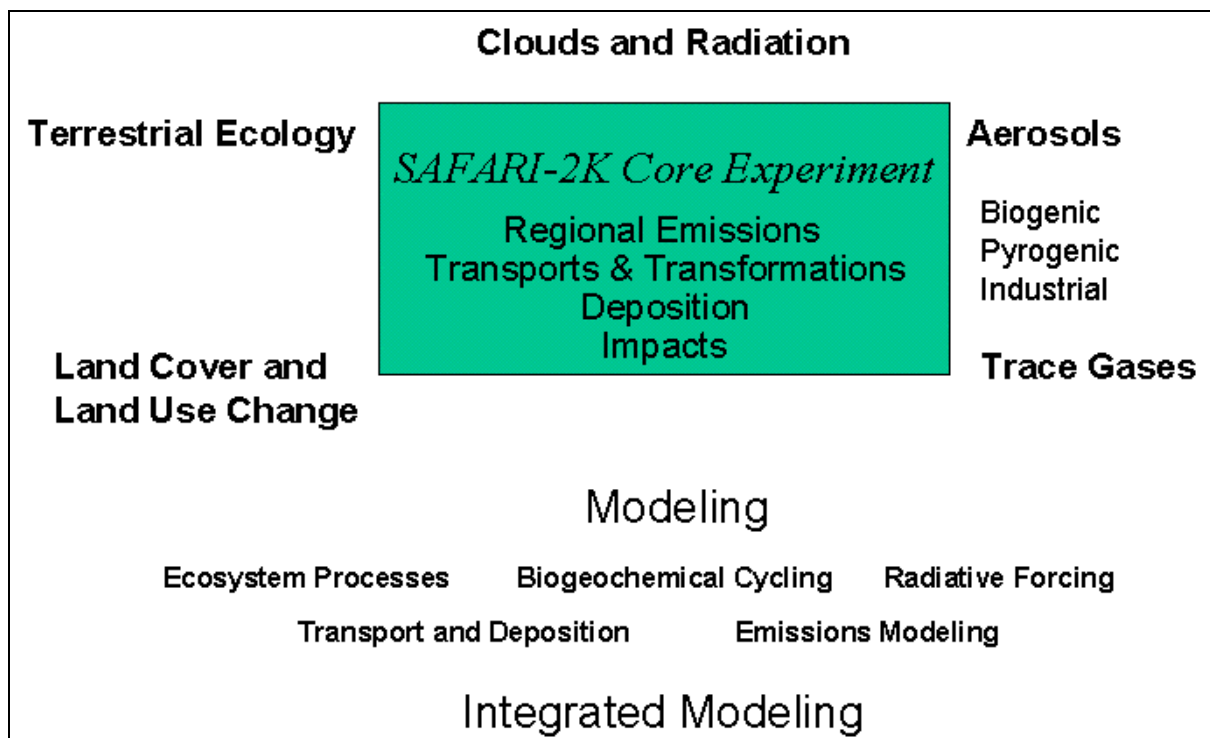 Clouds and Radiation
Terrestrial Ecology
SAFARI-2K Core Experiment
Regional Emissions
Transports & Transformations
Deposition
Impacts
Aerosols
Biogenic
Pyrogenic
Industrial
Land Cover and
Land Use Change
Trace Gases
Modeling
Ecosystem Processes
Biogeochemical Cycling
Radiative Forcing
Transport and Deposition
Emissions Modeling
Integrated Modeling